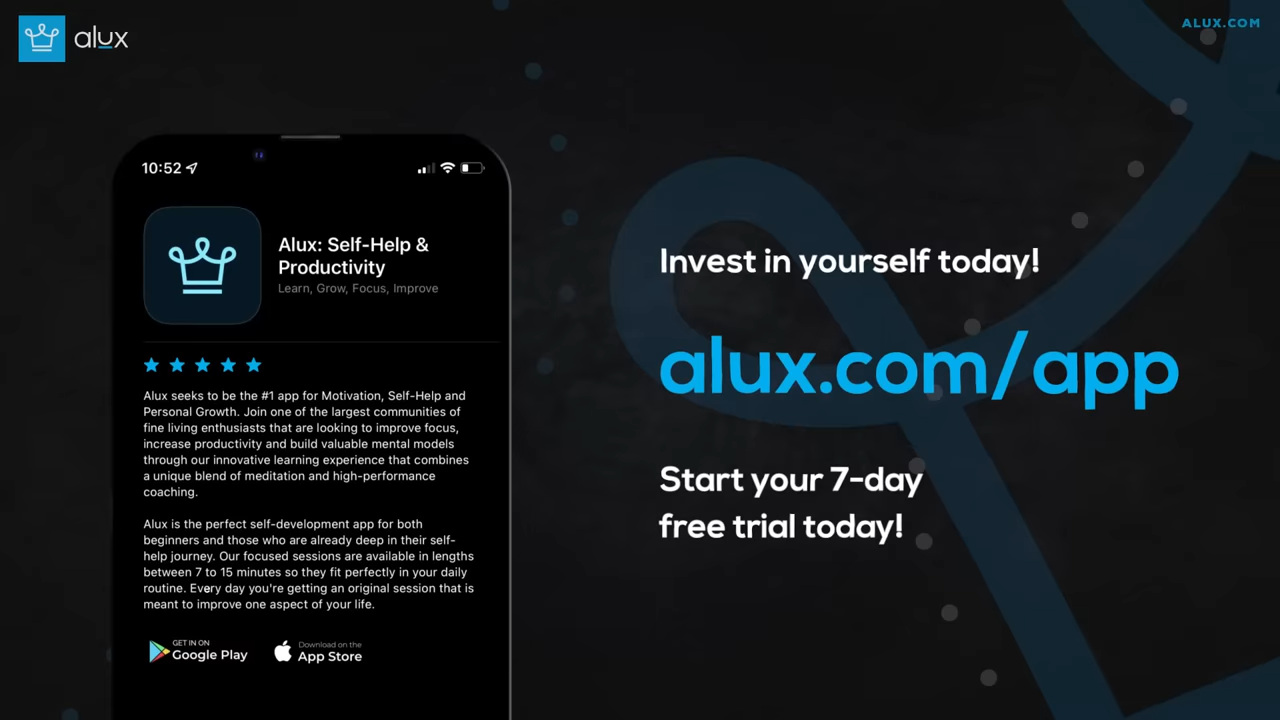 alux
ALUX.COM
10:52
Alux: Self-Help &
Productivity
Learn, Grow, Focus, Improve
Alux seeks to be the #1 app for Motivation, Self-Help and
Personal Growth. Join one of the largest communities of
fine living enthusiasts that are looking to improve focus,
increase productivity and build valuable mental models
through our innovative learning experience that combines
a unique blend of meditation and high-performance
coaching.
Alux is the perfect self-development app for both
beginners and those who are already deep in their self-
help journey. Our focused sessions are available in lengths
between 7 to 15 minutes so they fit perfectly in your daily
routine. Every day you're getting an original session that is
meant to improve one aspect of your life.
GET IN ON
Google Play
Download on the
App Store
Invest in yourself today!
alux.com/app
Start your 7-day
free trial today!